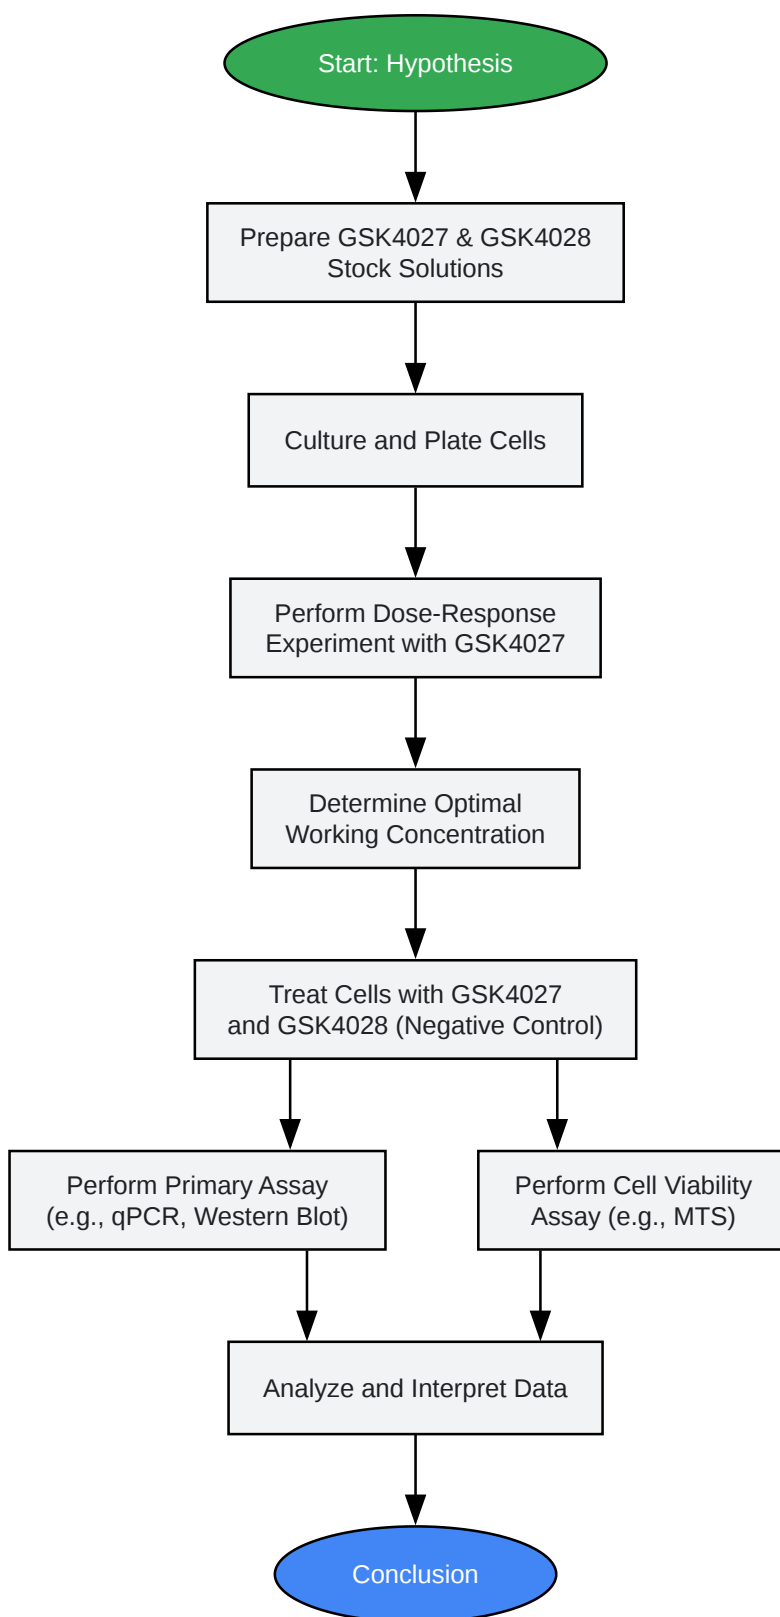 Start: Hypothesis
Prepare GSK4027 & GSK4028
Stock Solutions
Culture and Plate Cells
Perform Dose-Response
Experiment with GSK4027
Determine Optimal
Working Concentration
Treat Cells with GSK4027
and GSK4028 (Negative Control)
Perform Primary Assay
(e.g., qPCR, Western Blot)
Perform Cell Viability
Assay (e.g., MTS)
Analyze and Interpret Data
Conclusion